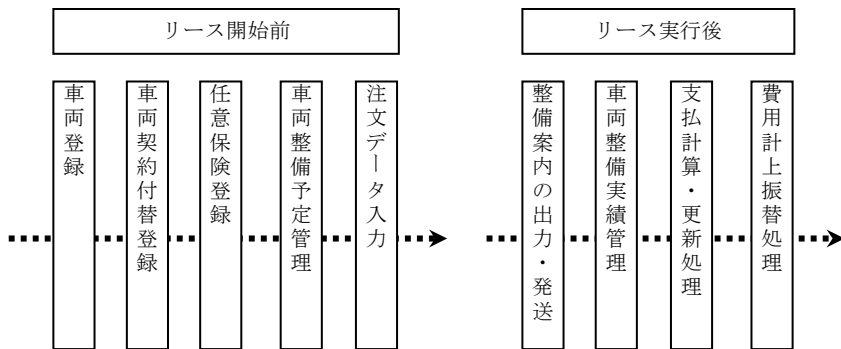 リース開始前
車両登録
車両契約付替登録
任意保険登録
車両整備予定管理
注文データ入力
リース実行後
整備案内の出力・発送
車両整備実績管理
支払計算・更新処理
費用計上振替処理